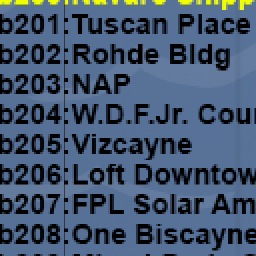 b201:Tuscan Place
b202:Rohde Bldg
b203:NAP
b204:W.D.F.Jr. Cour
b205:Vizcayne
b206:Loft Downtow
b207:FPL Solar Am
b208:One Biscayne